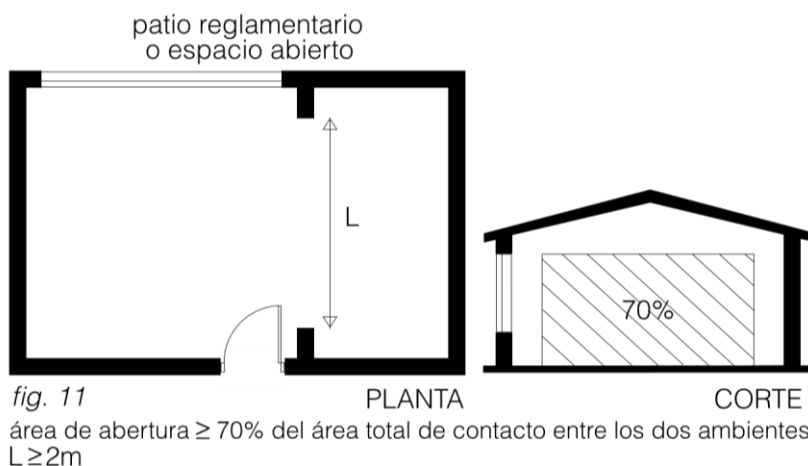 patio reglamentario
o espacio abierto
L
70%
fig. 11
PLANTA
CORTE
área de abertura ≥ 70% del área total de contacto entre los dos ambientes
L ≥ 2m